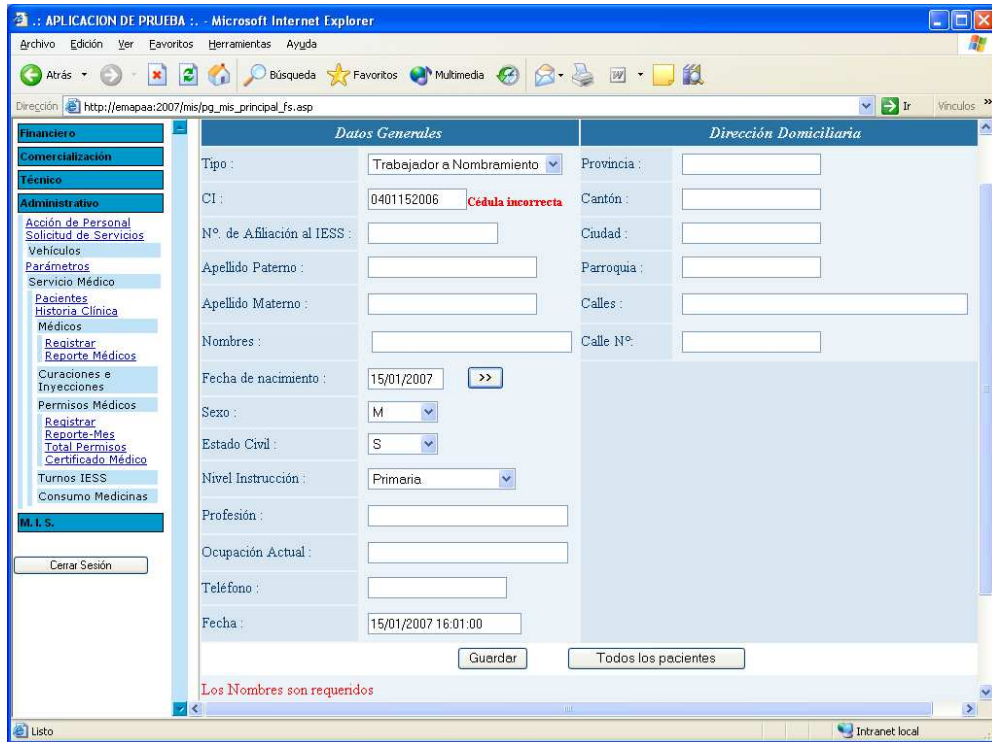 .: APLICACION DE PRUEBA :. - Microsoft Internet Explorer
Archivo Edición Ver Favoritos Herramientas Ayuda
Atrás Búsqueda Favoritos Multimedia
Dirección http://emapaa:2007/mis/pg_mis_principal_fs.asp Ir Vínculos »
Financiero
Comercialización
Técnico
Administrativo
Acción de Personal
Solicitud de Servicios
Vehículos
Parámetros
Servicio Médico
Pacientes
Historia Clínica
Médicos
Registrar
Reporte Médicos
Curaciones e
Inyecciones
Permisos Médicos
Registrar
Reporte-Mes
Total Permisos
Certificado Médico
Turnos IESS
Consumo Medicinas
M. I. S.
Cerrar Sesión
Datos Generales
Tipo : Trabajador a Nombramiento
CI : 0401152006 Cédula incorrecta
Nº. de Afiliación al IESS :
Apellido Paterno :
Apellido Materno :
Nombres :
Fecha de nacimiento : 15/01/2007 >>
Sexo : M
Estado Civil : S
Nivel Instrucción : Primaria
Profesión :
Ocupación Actual :
Teléfono :
Fecha : 15/01/2007 16:01:00
Dirección Domiciliaria
Provincia :
Cantón :
Ciudad :
Parroquia :
Calles :
Calle Nº:
Guardar Todos los pacientes
Los Nombres son requeridos
Listo Intranet local